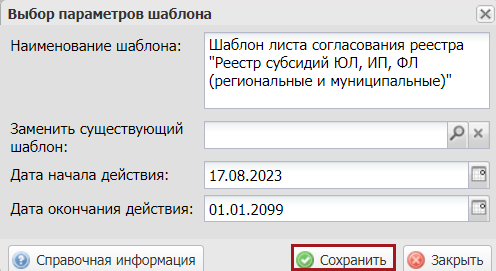 Выбор параметров шаблона
Наименование шаблона:
Шаблон листа согласования реестра
"Реестр субсидий ЮЛ, ИП, ФЛ
(региональные и муниципальные)"
Заменить существующий
шаблон:
Дата начала действия:
17.08.2023
Дата окончания действия:
01.01.2099
Справочная информация
Сохранить
Закрыть